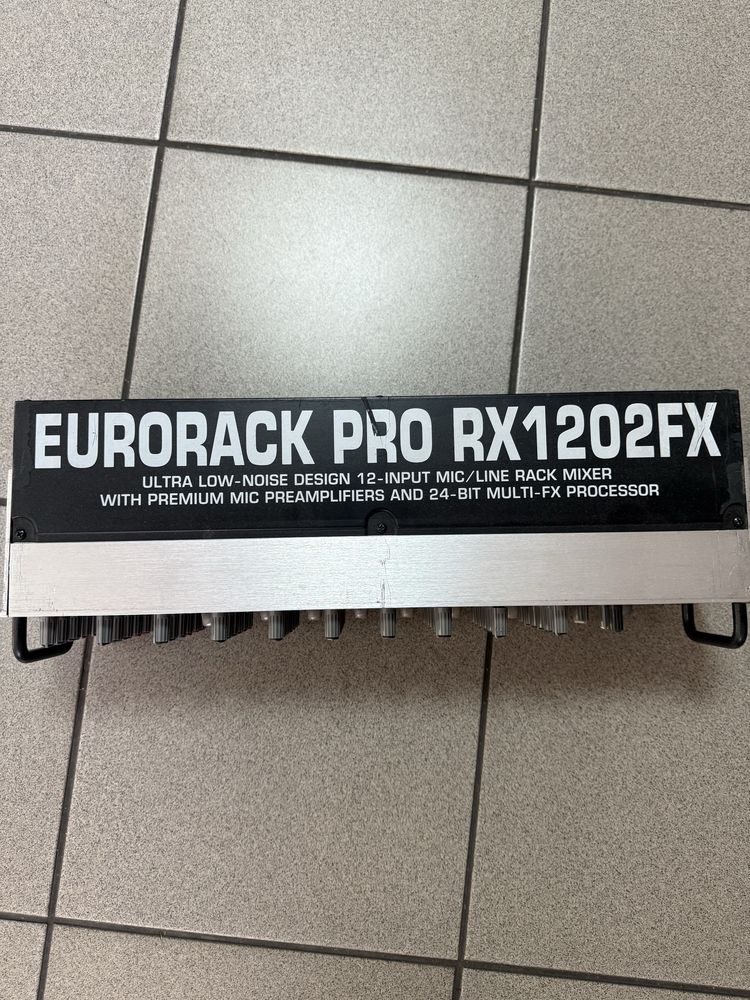 EURORACK PRO RX1202FX
ULTRA LOW-NOISE DESIGN 12-INPUT MIC/LINE RACK MIXER
WITH PREMIUM MIC PREAMPLIFIERS AND 24-BIT MULTI-FX PROCESSOR